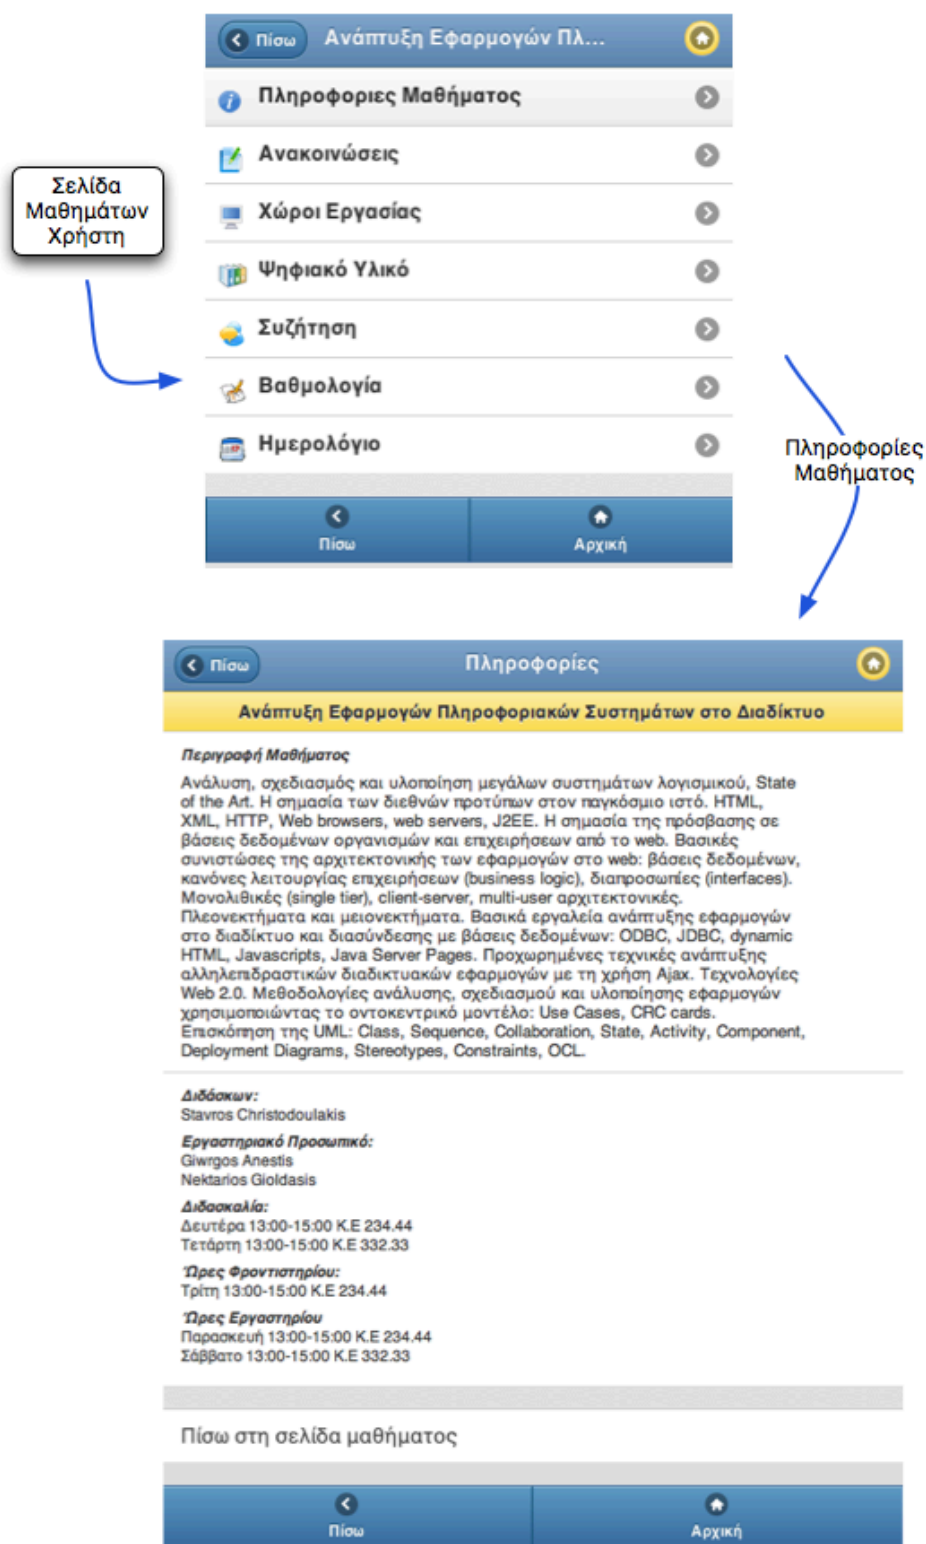 Πίσω
Ανάπτυξη Εφαρμογών Πλ...
Πληροφοριες Μαθήματος
Ανακοινώσεις
Χώροι Εργασίας
Ψηφιακό Υλικό
Συζήτηση
Βαθμολογία
Ημερολόγιο
Πίσω
Αρχική
Σελίδα
Μαθημάτων
Χρήστη
Πληροφορίες
Μαθήματος
Πίσω
Πληροφορίες
Ανάπτυξη Εφαρμογών Πληροφοριακών Συστημάτων στο Διαδίκτυο
Περιγραφή Μαθήματος
Ανάλυση, σχεδιασμός και υλοποίηση μεγάλων συστημάτων λογισμικού, State
of the Art. Η σημασία των διεθνών προτύπων στον παγκόσμιο ιστό. HTML,
XML, HTTP, Web browsers, web servers, J2EE. Η σημασία της πρόσβασης σε
βάσεις δεδομένων οργανισμών και επιχειρήσεων από το web. Βασικές
συνιστώσες της αρχιτεκτονικής των εφαρμογών στο web: βάσεις δεδομένων,
κανόνες λειτουργίας επιχειρήσεων (business logic), διαπροσωπίες (interfaces).
Μονολιθικές (single tier), client-server, multi-user αρχιτεκτονικές.
Πλεονεκτήματα και μειονεκτήματα. Βασικά εργαλεία ανάπτυξης εφαρμογών
στο διαδίκτυο και διασύνδεσης με βάσεις δεδομένων: ODBC, JDBC, dynamic
HTML, Javascripts, Java Server Pages. Προχωρημένες τεχνικές ανάπτυξης
αλληλεπιδραστικών διαδικτυακών εφαρμογών με τη χρήση Ajax. Τεχνολογίες
Web 2.0. Μεθοδολογίες ανάλυσης, σχεδιασμού και υλοποίησης εφαρμογών
χρησιμοποιώντας το οντοκεντρικό μοντέλο: Use Cases, CRC cards.
Επισκόπηση της UML: Class, Sequence, Collaboration, State, Activity, Component,
Deployment Diagrams, Stereotypes, Constraints, OCL.
Διδάσκων:
Stavros Christodoulakis
Εργαστηριακό Προσωπικό:
Giwrgos Anestis
Nektarios Gioldasis
Διδασκαλία:
Δευτέρα 13:00-15:00 Κ.Ε 234.44
Τετάρτη 13:00-15:00 Κ.Ε 332.33
Ώρες Φροντιστηρίου:
Τρίτη 13:00-15:00 Κ.Ε 234.44
Ώρες Εργαστηρίου
Παρασκευή 13:00-15:00 Κ.Ε 234.44
Σάββατο 13:00-15:00 Κ.Ε 332.33
Πίσω στη σελίδα μαθήματος
Πίσω
Αρχική